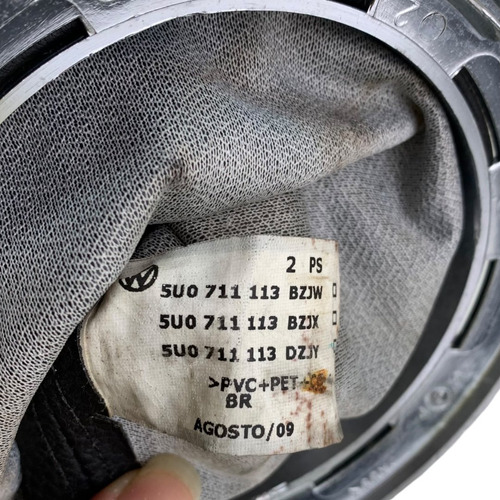 2 PS
5U0 711 113 BZJW
5U0 711 113 BZJX
5U0 711 113 DZJY
>PVC+PET+
BR
AGOSTO/09